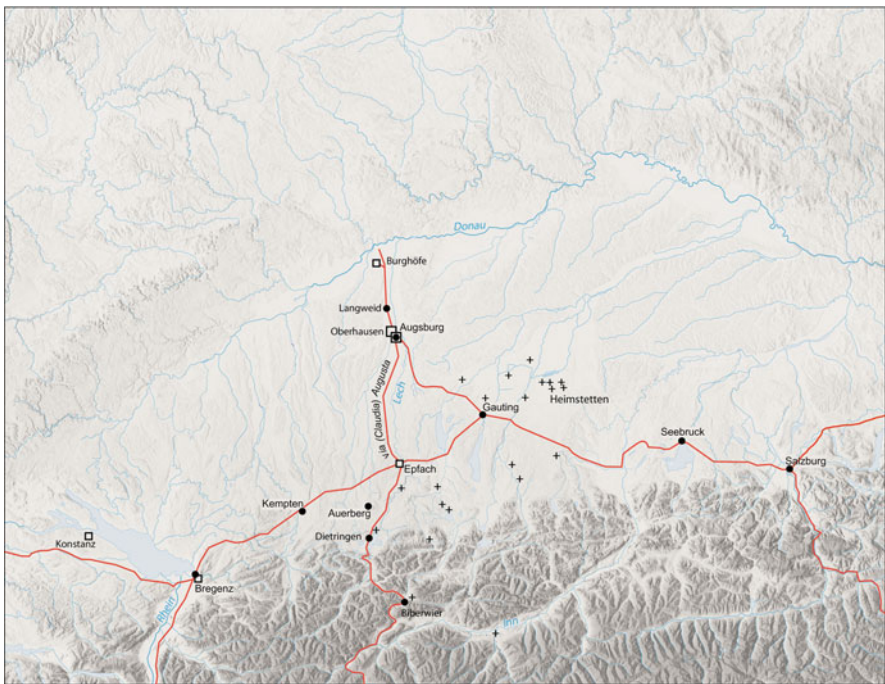 Donau
Burghöfe
Langweid
Oberhausen
Augsburg
Via (Claudia) Augusta
Lech
Heimstetten
Gauting
Seebruck
Salzburg
Epfach
Kempten
Auerberg
Dietringen
Konstanz
Bregenz
Rhein
Biberwier
Inn